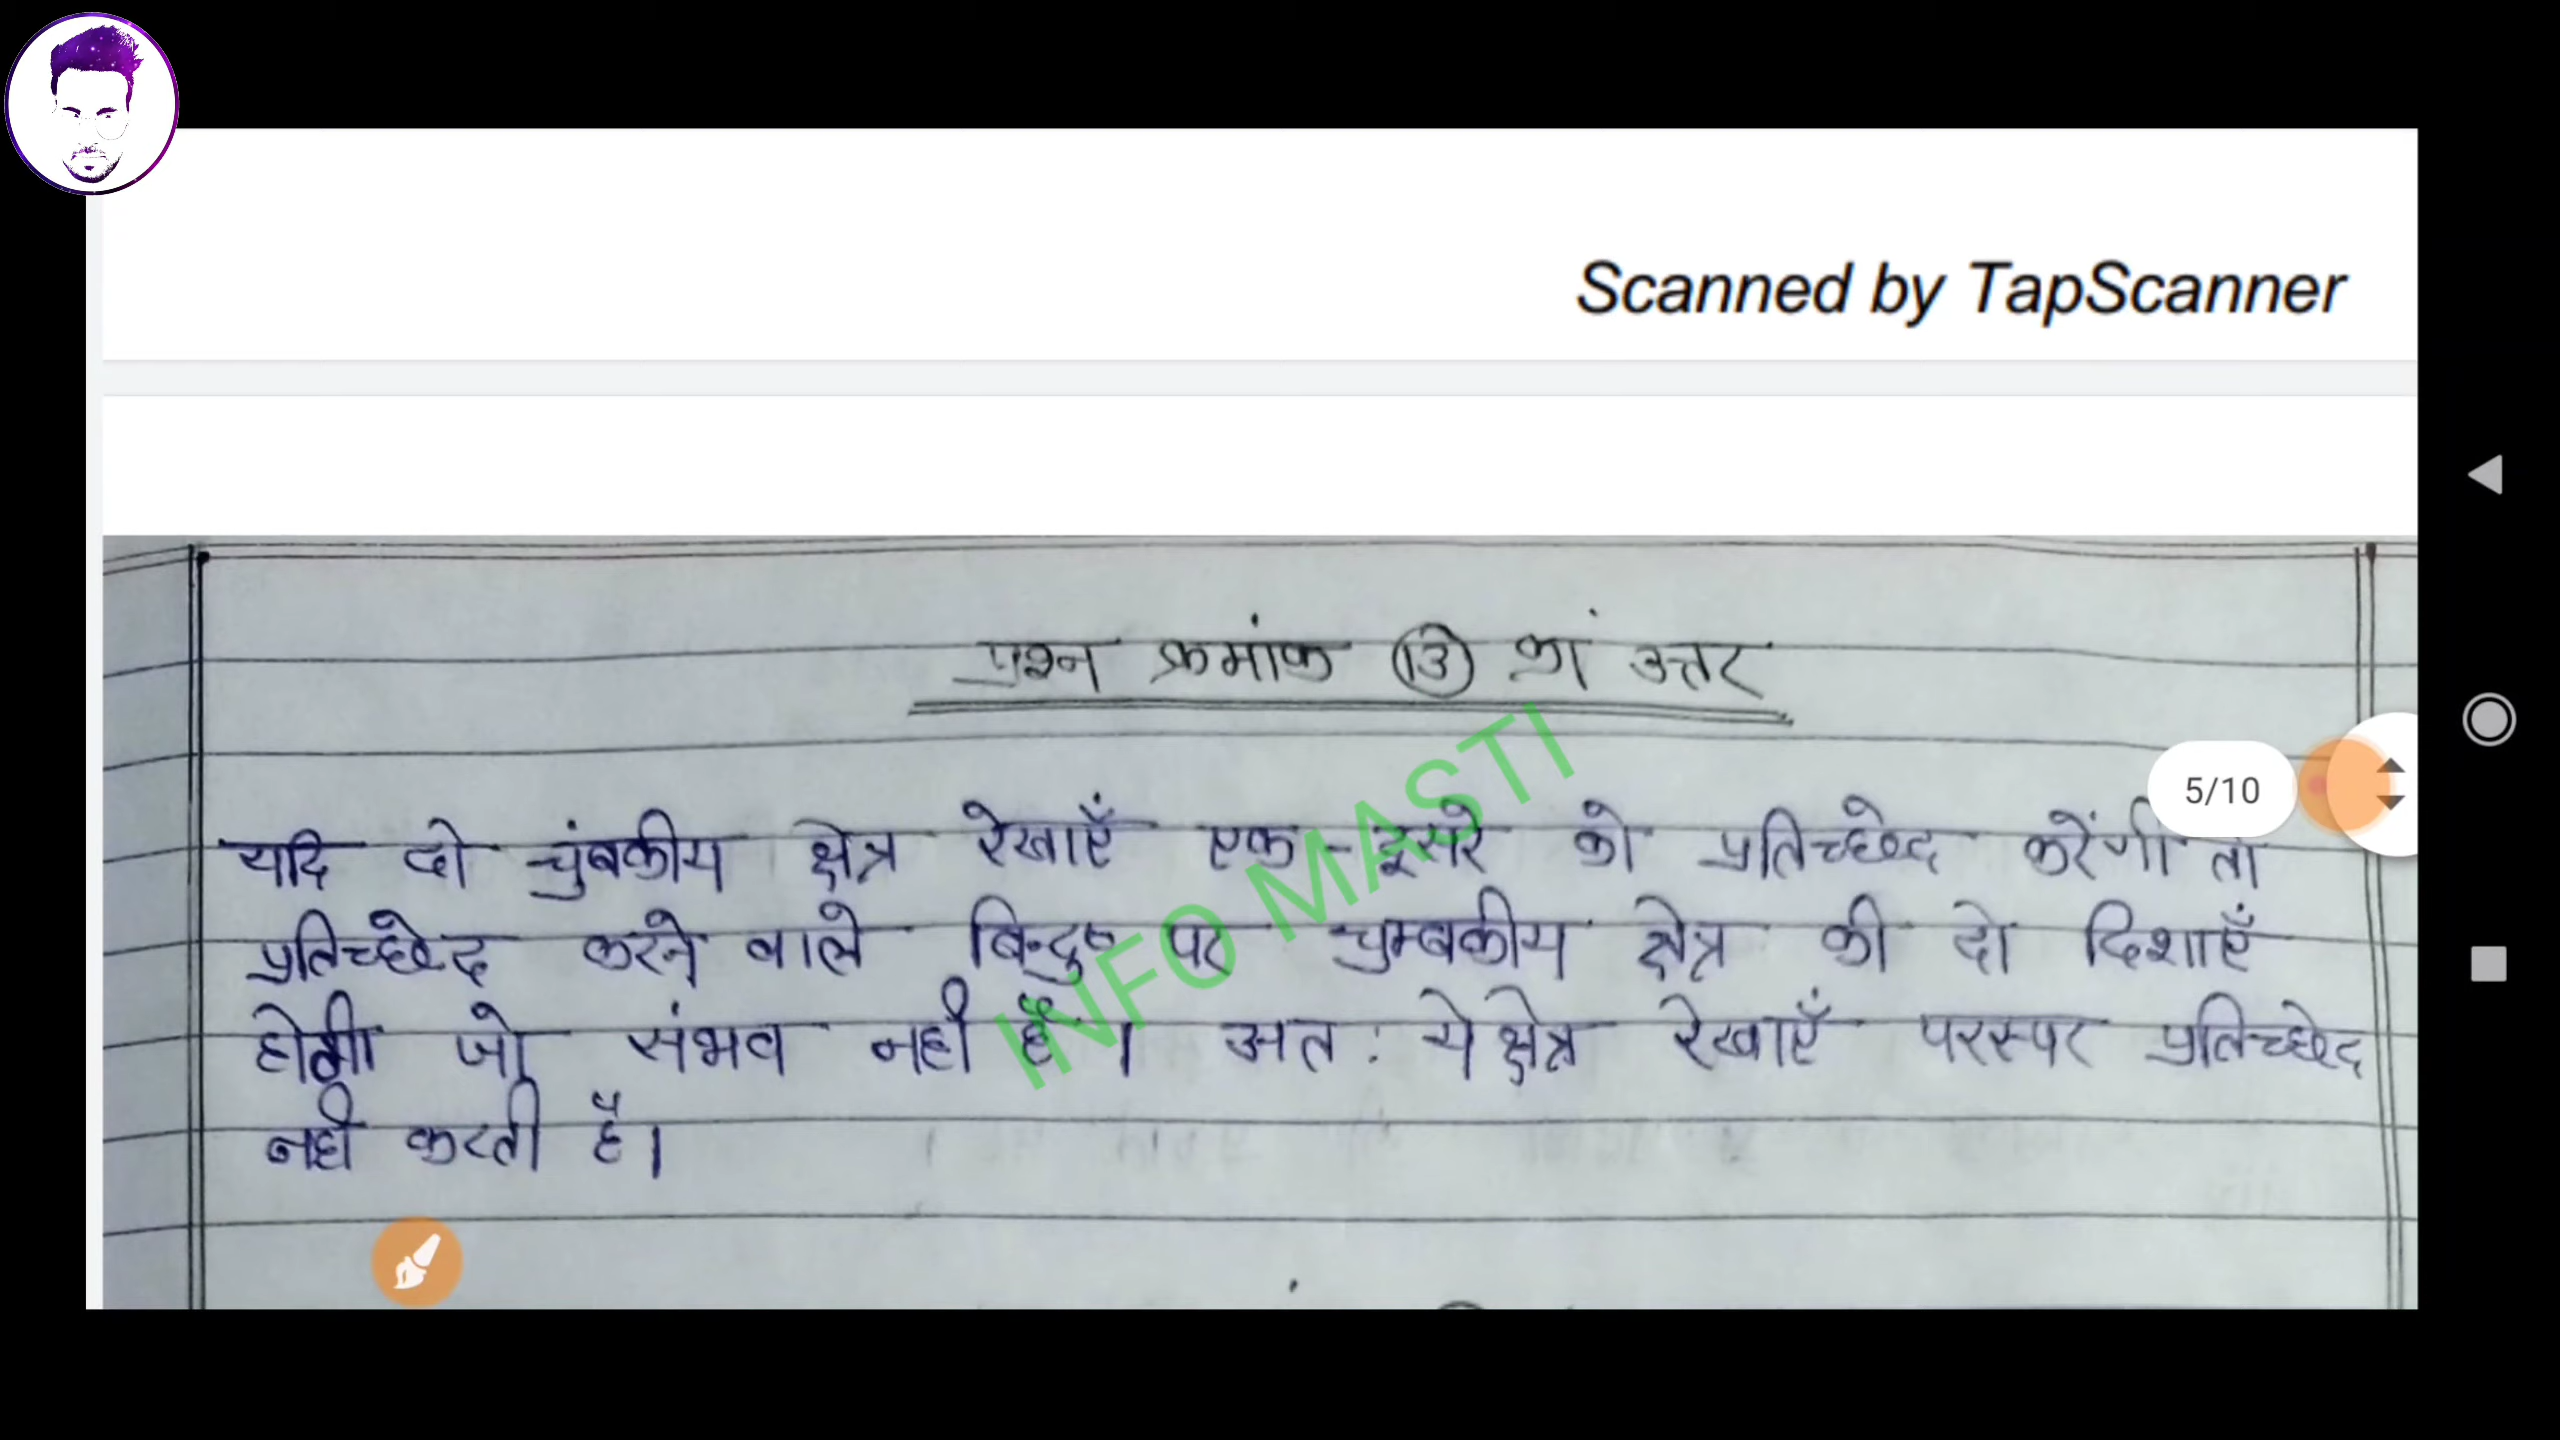 Scanned by TapScanner
प्रश्न क्रमांक 13 का उत्तर
यदि दो चुंबकीय क्षेत्र रेखाएँ एक-दूसरे को प्रतिच्छेद करेंगी तो
प्रतिच्छेद करने वाले बिन्दु पर चुम्बकीय क्षेत्र की दो दिशाएँ
होगी जो संभव नही है। अत: ये क्षेत्र रेखाएँ परस्पर प्रतिच्छेद
नही करती है।
INFO MASTI
5/10